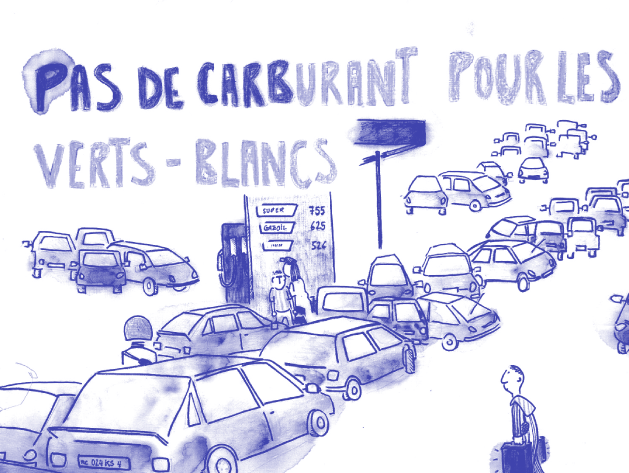 PAS DE CARBURANT POUR LES
VERTS-BLANCS
SUPER 755
GASOIL 625
526